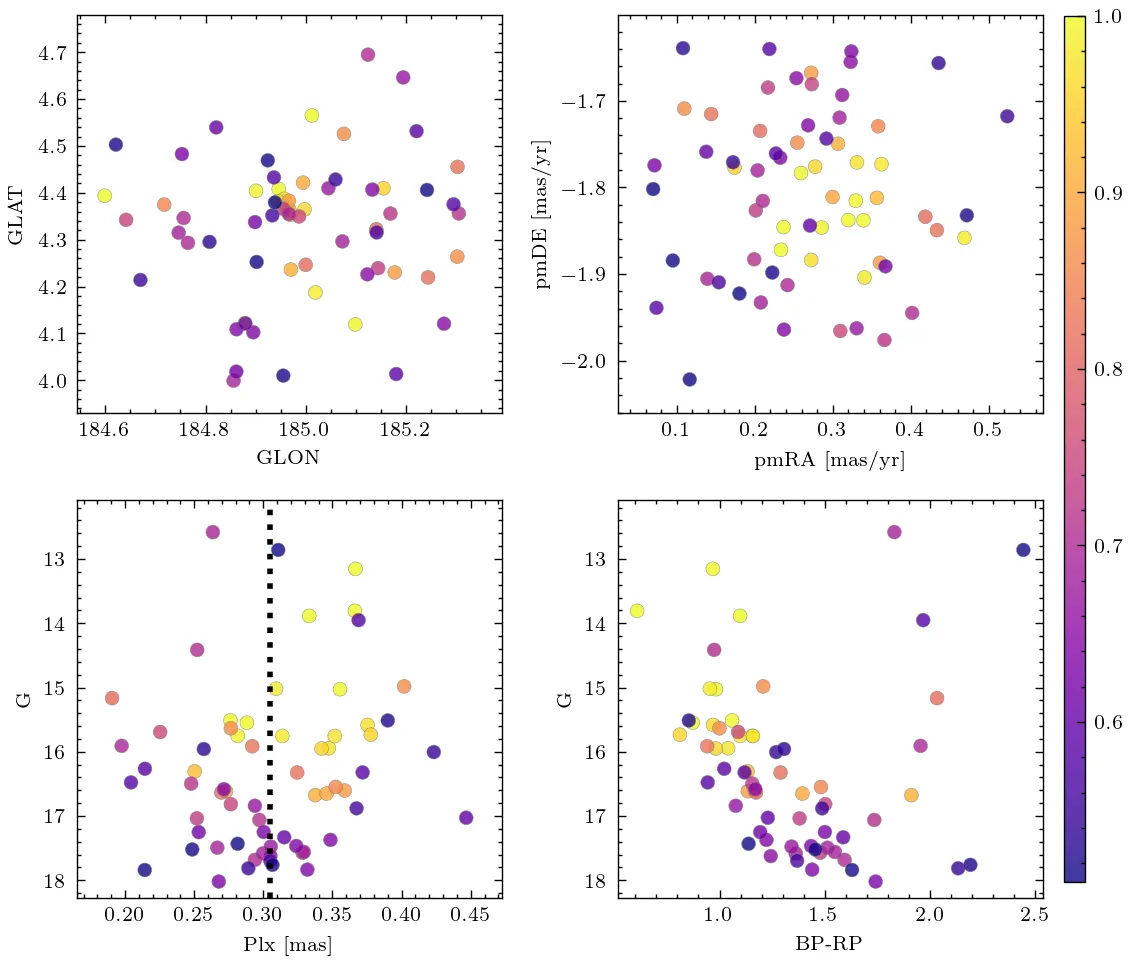 4.7
4.6
4.5
4.4
4.3
4.2
4.1
4.0
GLAT
184.6 184.8 185.0 185.2
GLON
−1.7
−1.8
−1.9
−2.0
pmDE [mas/yr]
0.1 0.2 0.3 0.4 0.5
pmRA [mas/yr]
13
14
15
16
17
18
G
0.20 0.25 0.30 0.35 0.40 0.45
Plx [mas]
13
14
15
16
17
18
G
1.0 1.5 2.0 2.5
BP-RP
1.0
0.9
0.8
0.7
0.6